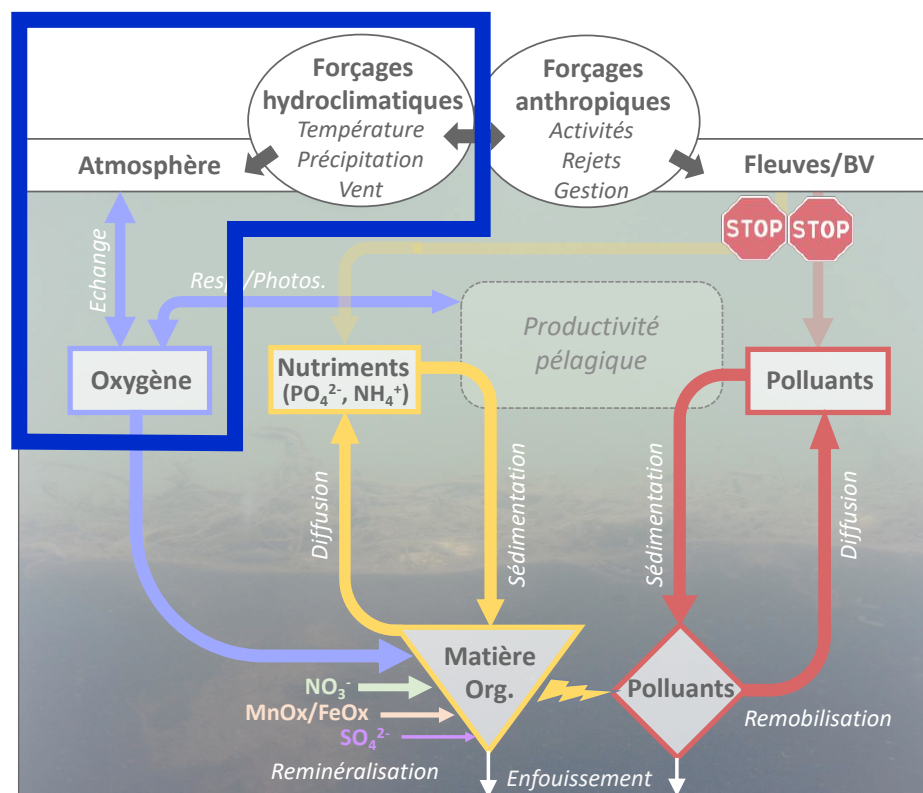 Forçages
hydroclimatiques
Température
Précipitation
Vent
Forçages
anthropiques
Activités
Rejets
Gestion
Atmosphère
Fleuves/BV
STOP
STOP
Echange
Resp./Photos.
Productivité
pélagique
Oxygène
Nutriments
(PO₄²⁻, NH₄⁺)
Polluants
Diffusion
Sédimentation
Sédimentation
Diffusion
Matière
Org.
Polluants
NO₃⁻
MnOx/FeOx
SO₄²⁻
Remobilisation
Reminéralisation
Enfouissement